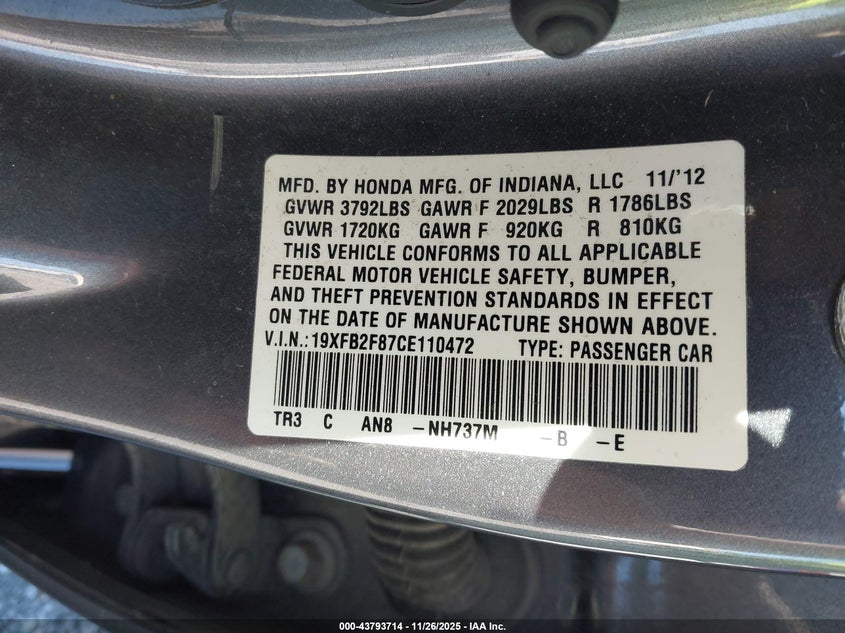 MFD. BY HONDA MFG. OF INDIANA, LLC 11/'12
GVWR 3792LBS GAWR F 2029LBS R 1786LBS
GVWR 1720KG GAWR F 920KG R 810KG
THIS VEHICLE CONFORMS TO ALL APPLICABLE
FEDERAL MOTOR VEHICLE SAFETY, BUMPER,
AND THEFT PREVENTION STANDARDS IN EFFECT
ON THE DATE OF MANUFACTURE SHOWN ABOVE.
V.I.N.:19XFB2F87CE110472 TYPE: PASSENGER CAR
TR3 C AN8 -NH737M -B -E
000-43793714 - 11/26/2025 - IAA Inc.